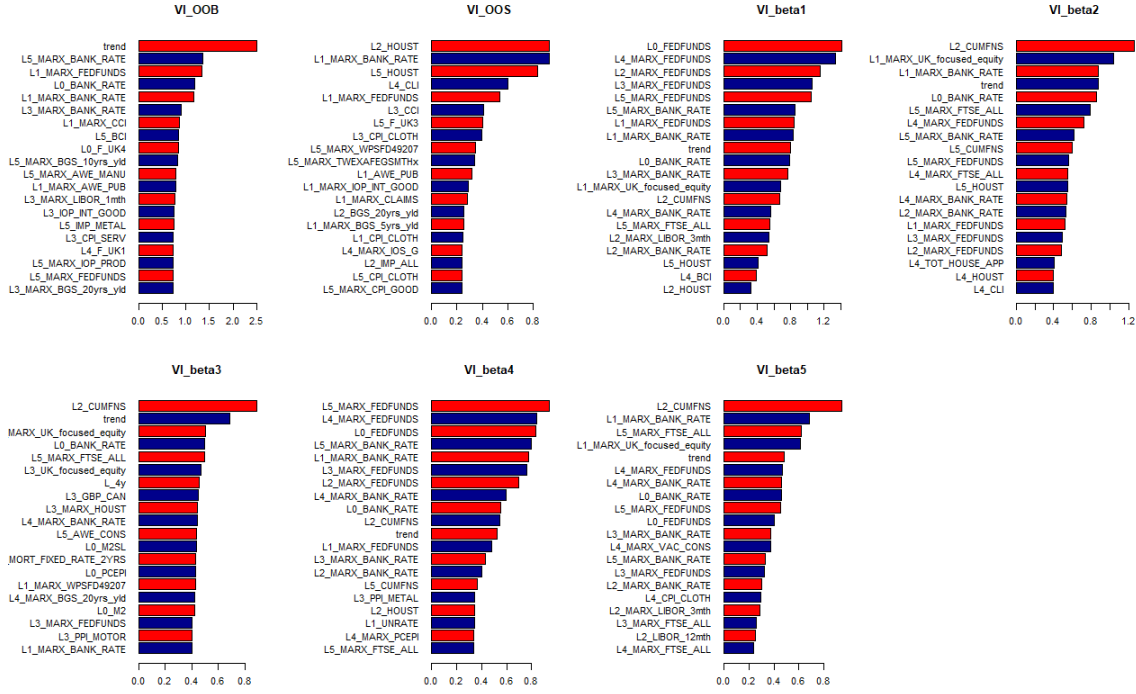 VI_OOB
trend
L5_MARX_BANK_RATE
L1_MARX_FEDFUNDS
L0_BANK_RATE
L1_MARX_BANK_RATE
L3_MARX_BANK_RATE
L1_MARX_CCI
L5_BCI
L0_F_UK4
L5_MARX_BGS_10yrs_yld
L5_MARX_AWE_MANU
L1_MARX_AWE_PUB
L3_MARX_LIBOR_1mth
L3_IOP_INT_GOOD
L5_IMP_METAL
L3_CPI_SERV
L4_F_UK1
L5_MARX_IOP_PROD
L5_MARX_FEDFUNDS
L3_MARX_BGS_20yrs_yld
0.0 0.5 1.0 1.5 2.0 2.5
VI_OOS
L2_HOUST
L1_MARX_BANK_RATE
L5_HOUST
L4_CLI
L1_MARX_FEDFUNDS
L3_CCI
L5_F_UK3
L3_CPI_CLOTH
L5_MARX_WPSFD49207
L5_MARX_TWEXAFEGSMTHx
L1_AWE_PUB
L1_MARX_IOP_INT_GOOD
L1_MARX_CLAIMS
L2_BGS_20yrs_yld
L1_MARX_BGS_5yrs_yld
L1_CPI_CLOTH
L4_MARX_IOS_G
L2_IMP_ALL
L5_CPI_CLOTH
L5_MARX_CPI_GOOD
0.0 0.2 0.4 0.6 0.8
VI_beta1
L0_FEDFUNDS
L4_MARX_FEDFUNDS
L2_MARX_FEDFUNDS
L3_MARX_FEDFUNDS
L5_MARX_FEDFUNDS
L5_MARX_BANK_RATE
L1_MARX_FEDFUNDS
L1_MARX_BANK_RATE
trend
L0_BANK_RATE
L3_MARX_BANK_RATE
L1_MARX_UK_focused_equity
L2_CUMFNS
L4_MARX_BANK_RATE
L5_MARX_FTSE_ALL
L2_MARX_LIBOR_3mth
L2_MARX_BANK_RATE
L5_HOUST
L4_BCI
L2_HOUST
0.0 0.4 0.8 1.2
VI_beta2
L2_CUMFNS
L1_MARX_UK_focused_equity
L1_MARX_BANK_RATE
trend
L0_BANK_RATE
L5_MARX_FTSE_ALL
L4_MARX_FEDFUNDS
L5_MARX_BANK_RATE
L5_CUMFNS
L5_MARX_FEDFUNDS
L4_MARX_FTSE_ALL
L5_HOUST
L4_MARX_BANK_RATE
L2_MARX_BANK_RATE
L1_MARX_FEDFUNDS
L3_MARX_FEDFUNDS
L2_MARX_FEDFUNDS
L4_TOT_HOUSE_APP
L4_HOUST
L4_CLI
0.0 0.4 0.8 1.2
VI_beta3
L2_CUMFNS
trend
MARX_UK_focused_equity
L0_BANK_RATE
L5_MARX_FTSE_ALL
L3_UK_focused_equity
L_4y
L3_GBP_CAN
L3_MARX_HOUST
L4_MARX_BANK_RATE
L5_AWE_CONS
L0_M2SL
_MORT_FIXED_RATE_2YRS
L0_PCEPI
L1_MARX_WPSFD49207
L4_MARX_BGS_20yrs_yld
L0_M2
L3_MARX_FEDFUNDS
L3_PPI_MOTOR
L1_MARX_BANK_RATE
0.0 0.2 0.4 0.6 0.8
VI_beta4
L5_MARX_FEDFUNDS
L4_MARX_FEDFUNDS
L0_FEDFUNDS
L5_MARX_BANK_RATE
L1_MARX_BANK_RATE
L3_MARX_FEDFUNDS
L2_MARX_FEDFUNDS
L4_MARX_BANK_RATE
L0_BANK_RATE
L2_CUMFNS
trend
L1_MARX_FEDFUNDS
L3_MARX_BANK_RATE
L2_MARX_BANK_RATE
L5_CUMFNS
L3_PPI_METAL
L2_HOUST
L1_UNRATE
L4_MARX_PCEPI
L5_MARX_FTSE_ALL
0.0 0.2 0.4 0.6 0.8
VI_beta5
L2_CUMFNS
L1_MARX_BANK_RATE
L5_MARX_FTSE_ALL
L1_MARX_UK_focused_equity
trend
L4_MARX_FEDFUNDS
L4_MARX_BANK_RATE
L0_BANK_RATE
L5_MARX_FEDFUNDS
L0_FEDFUNDS
L3_MARX_BANK_RATE
L4_MARX_VAC_CONS
L5_MARX_BANK_RATE
L3_MARX_FEDFUNDS
L2_MARX_BANK_RATE
L4_CPI_CLOTH
L2_MARX_LIBOR_3mth
L3_MARX_FTSE_ALL
L2_LIBOR_12mth
L4_MARX_FTSE_ALL
0.0 0.2 0.4 0.6 0.8